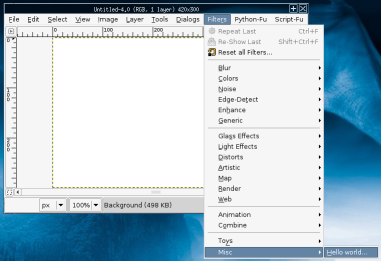 Untitled-4.0 (RGB, 1 layer) 420x300
File Edit Select View Image Layer Tools Dialogs Filters Python-Fu Script-Fu
0 100 200
Repeat Last Ctrl+F
Re-Show Last Shift+Ctrl+F
Reset all Filters...
Blur
Colors
Noise
Edge-Detect
Enhance
Generic
Glass Effects
Light Effects
Distorts
Artistic
Map
Render
Web
Animation
Combine
Toys
Misc Hello world...
px 100% Background (498 KB)